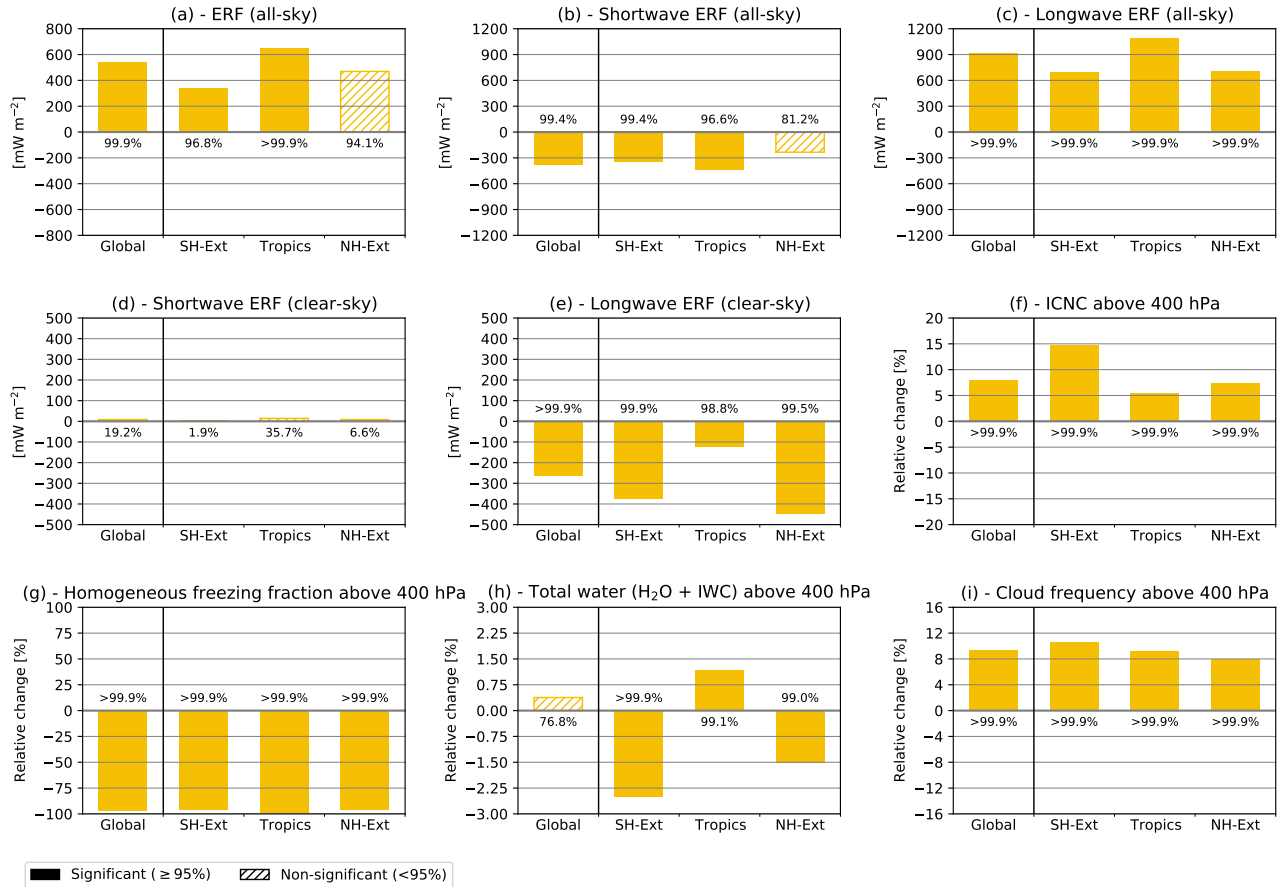 (a) - ERF (all-sky)
[mW m⁻²]
800
600
400
200
0
−200
−400
−600
−800
99.9%
96.8%
>99.9%
94.1%
Global
SH-Ext
Tropics
NH-Ext
(b) - Shortwave ERF (all-sky)
[mW m⁻²]
1200
900
600
300
0
−300
−600
−900
−1200
99.4%
99.4%
96.6%
81.2%
Global
SH-Ext
Tropics
NH-Ext
(c) - Longwave ERF (all-sky)
[mW m⁻²]
1200
900
600
300
0
−300
−600
−900
−1200
>99.9%
>99.9%
>99.9%
>99.9%
Global
SH-Ext
Tropics
NH-Ext
(d) - Shortwave ERF (clear-sky)
[mW m⁻²]
500
400
300
200
100
0
−100
−200
−300
−400
−500
19.2%
1.9%
35.7%
6.6%
Global
SH-Ext
Tropics
NH-Ext
(e) - Longwave ERF (clear-sky)
[mW m⁻²]
500
400
300
200
100
0
−100
−200
−300
−400
−500
>99.9%
99.9%
98.8%
99.5%
Global
SH-Ext
Tropics
NH-Ext
(f) - ICNC above 400 hPa
Relative change [%]
20
15
10
5
0
−5
−10
−15
−20
>99.9%
>99.9%
>99.9%
>99.9%
Global
SH-Ext
Tropics
NH-Ext
(g) - Homogeneous freezing fraction above 400 hPa
Relative change [%]
100
75
50
25
0
−25
−50
−75
−100
>99.9%
>99.9%
>99.9%
>99.9%
Global
SH-Ext
Tropics
NH-Ext
(h) - Total water (H₂O + IWC) above 400 hPa
Relative change [%]
3.00
2.25
1.50
0.75
0.00
−0.75
−1.50
−2.25
−3.00
76.8%
>99.9%
99.1%
99.0%
Global
SH-Ext
Tropics
NH-Ext
(i) - Cloud frequency above 400 hPa
Relative change [%]
16
12
8
4
0
−4
−8
−12
−16
>99.9%
>99.9%
>99.9%
>99.9%
Global
SH-Ext
Tropics
NH-Ext
Significant (≥ 95%)
Non-significant (<95%)